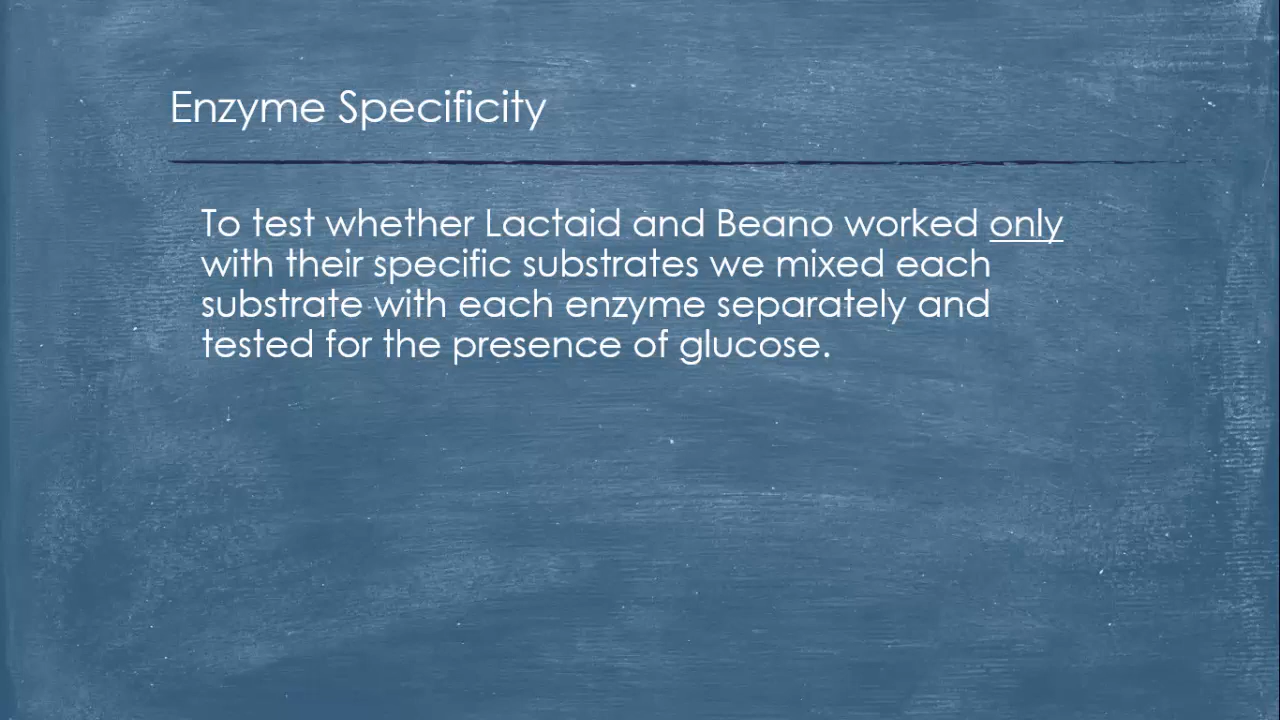 Enzyme Specificity
To test whether Lactaid and Beano worked only
with their specific substrates we mixed each
substrate with each enzyme separately and
tested for the presence of glucose.